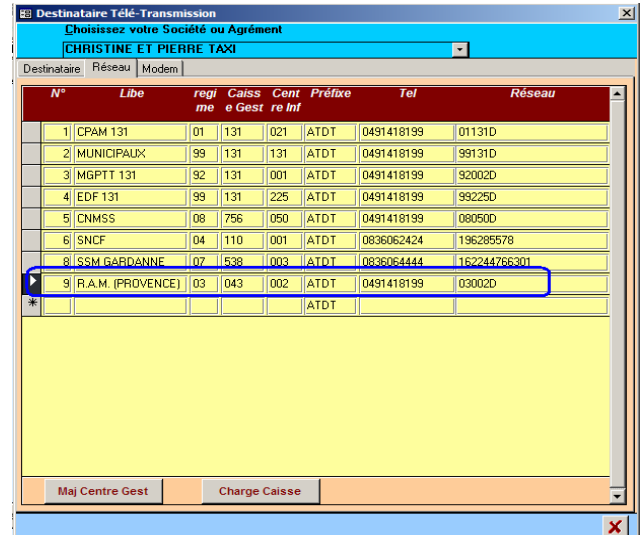 Destinataire Télé-Transmission
Choisissez votre Société ou Agrément
CHRISTINE ET PIERRE TAXI
Destinataire Réseau Modem
N° Libe regi me Caiss e Gest Cent re Inf Préfixe Tel Réseau
1 CPAM 131 01 131 021 ATDT 0491418199 01131D
2 MUNICIPAUX 99 131 131 ATDT 0491418199 99131D
3 MGPTT 131 92 131 001 ATDT 0491418199 92002D
4 EDF 131 99 131 225 ATDT 0491418199 99225D
5 CNMSS 08 756 050 ATDT 0491418199 08050D
6 SNCF 04 110 001 ATDT 0836062424 196285578
8 SSM GARDANNE 07 538 003 ATDT 0836064444 162244766301
9 R.A.M. (PROVENCE) 03 043 002 ATDT 0491418199 03002D
ATDT
Maj Centre Gest Charge Caisse